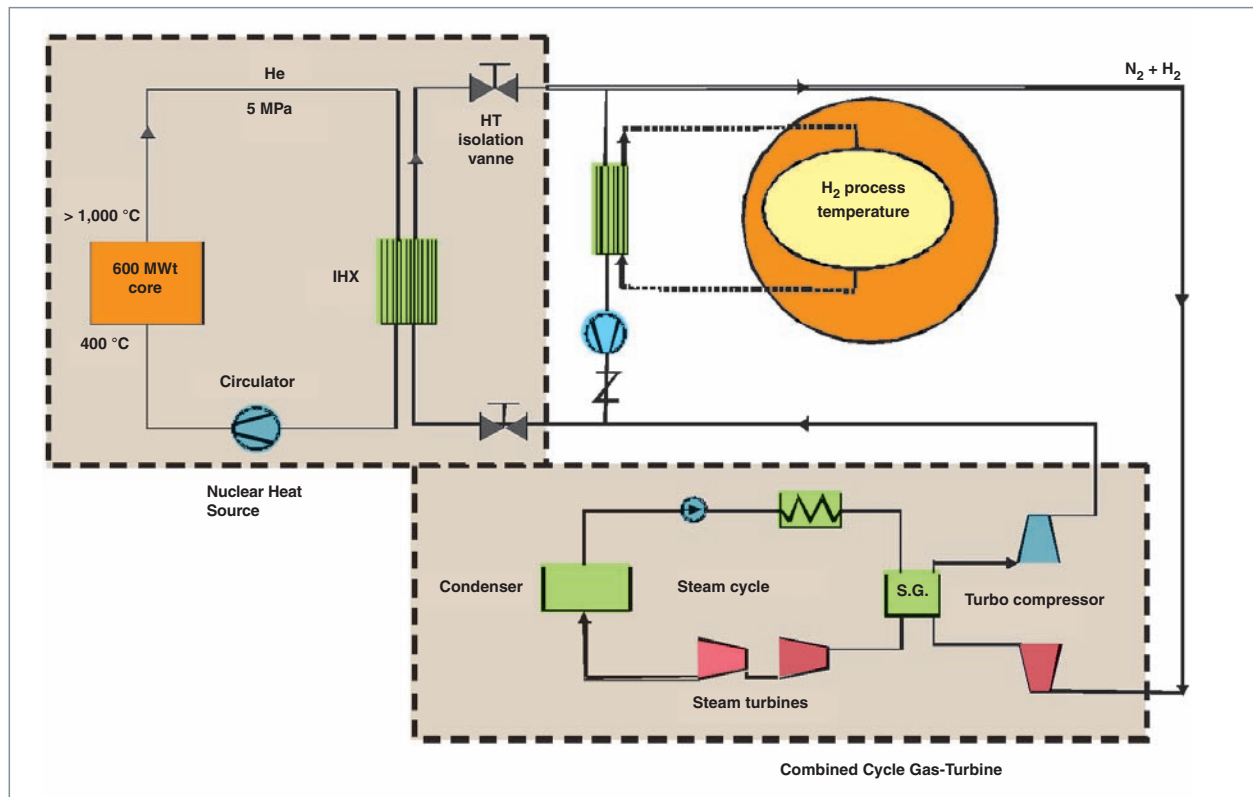 He
5 MPa
HT
isolation
vanne
N₂ + H₂
> 1,000 °C
600 MWt
core
400 °C
IHX
H₂ process
temperature
Circulator
Nuclear Heat
Source
Condenser
Steam cycle
S.G.
Turbo compressor
Steam turbines
Combined Cycle Gas-Turbine